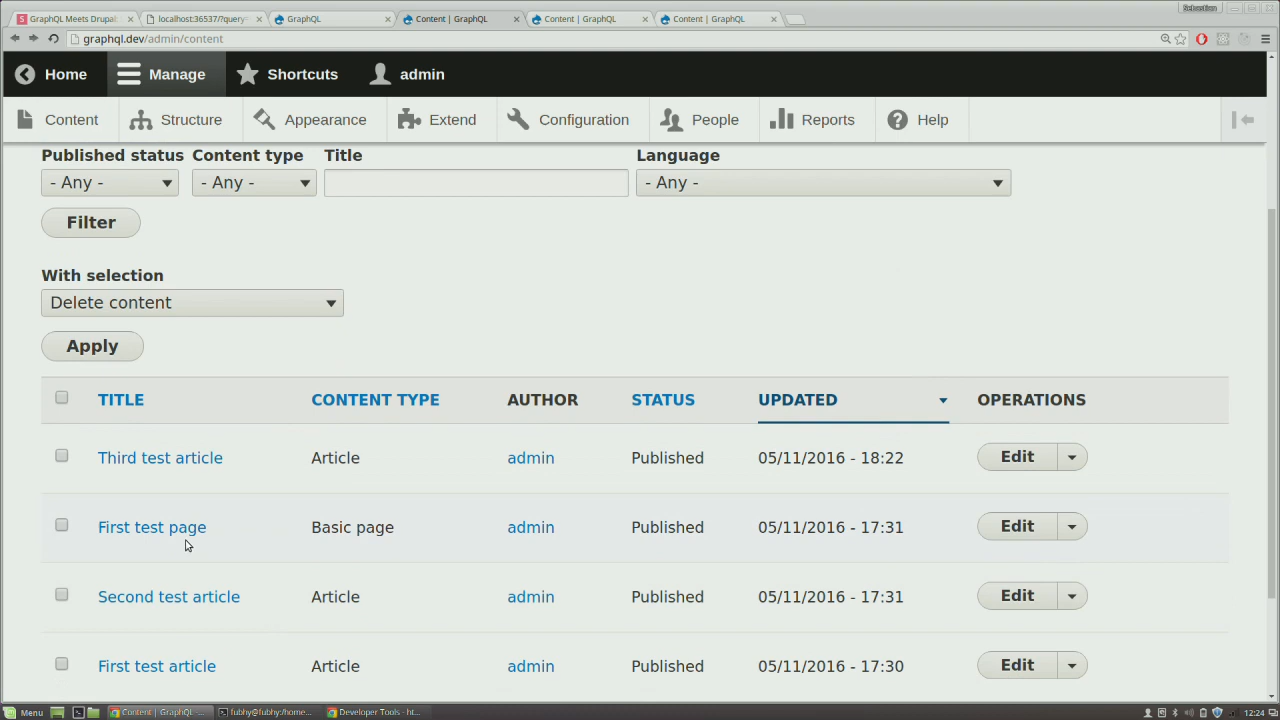 Sebastian
GraphQL Meets Drupal
localhost:36537/?query=
GraphQL
Content | GraphQL
Content | GraphQL
Content | GraphQL
graphql.dev/admin/content
Home
Manage
Shortcuts
admin
Content
Structure
Appearance
Extend
Configuration
People
Reports
Help
Published status
Content type
Title
Language
- Any -
- Any -
- Any -
Filter
With selection
Delete content
Apply
TITLE CONTENT TYPE AUTHOR STATUS UPDATED OPERATIONS
Third test article Article admin Published 05/11/2016 - 18:22 Edit
First test page Basic page admin Published 05/11/2016 - 17:31 Edit
Second test article Article admin Published 05/11/2016 - 17:31 Edit
First test article Article admin Published 05/11/2016 - 17:30 Edit
Menu
Content | GraphQL -...
fubhy@fubhy:/home...
Developer Tools - ht...
12:24